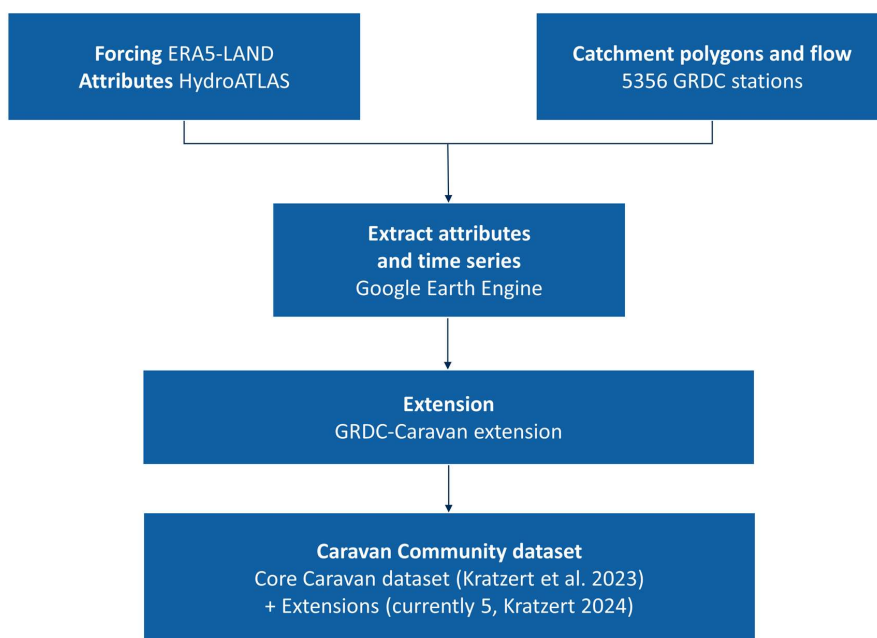 Forcing ERA5-LAND
Attributes HydroATLAS
Catchment polygons and flow
5356 GRDC stations
Extract attributes
and time series
Google Earth Engine
Extension
GRDC-Caravan extension
Caravan Community dataset
Core Caravan dataset (Kratzert et al. 2023)
+ Extensions (currently 5, Kratzert 2024)